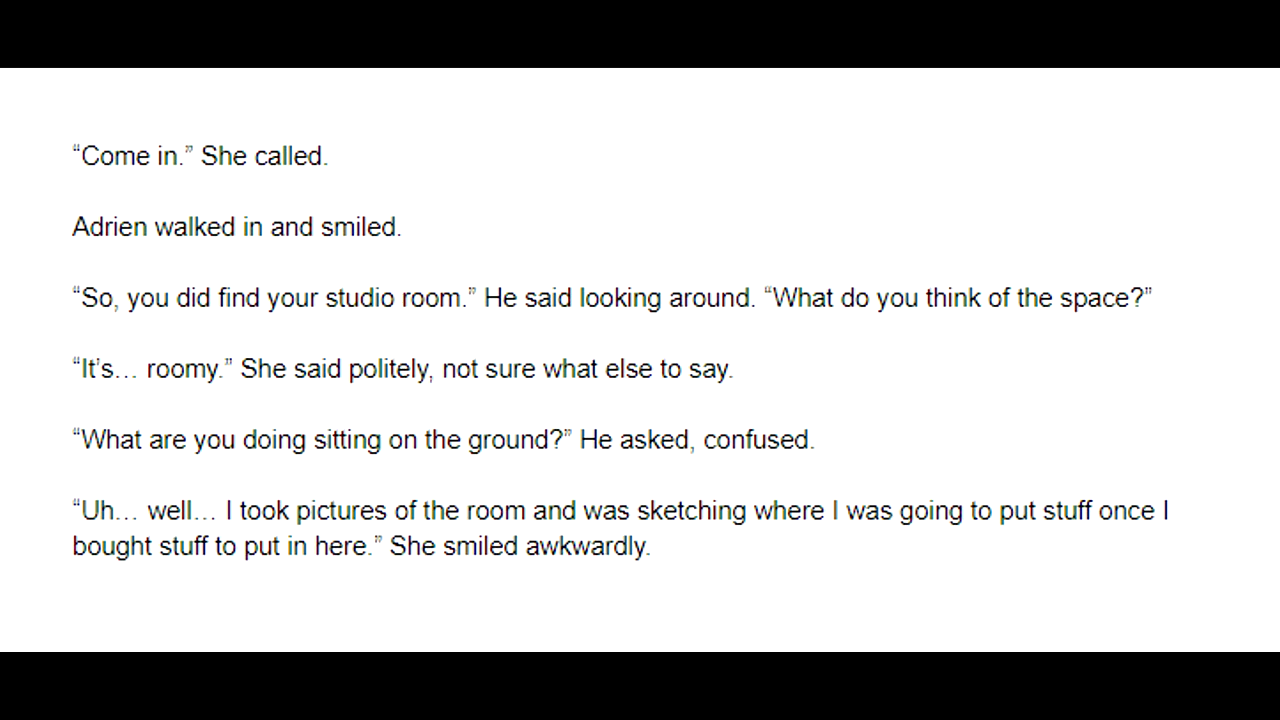 “Come in.” She called.
Adrien walked in and smiled.
“So, you did find your studio room.” He said looking around. “What do you think of the space?”
“It’s… roomy.” She said politely, not sure what else to say.
“What are you doing sitting on the ground?” He asked, confused.
“Uh… well… I took pictures of the room and was sketching where I was going to put stuff once I
bought stuff to put in here.” She smiled awkwardly.